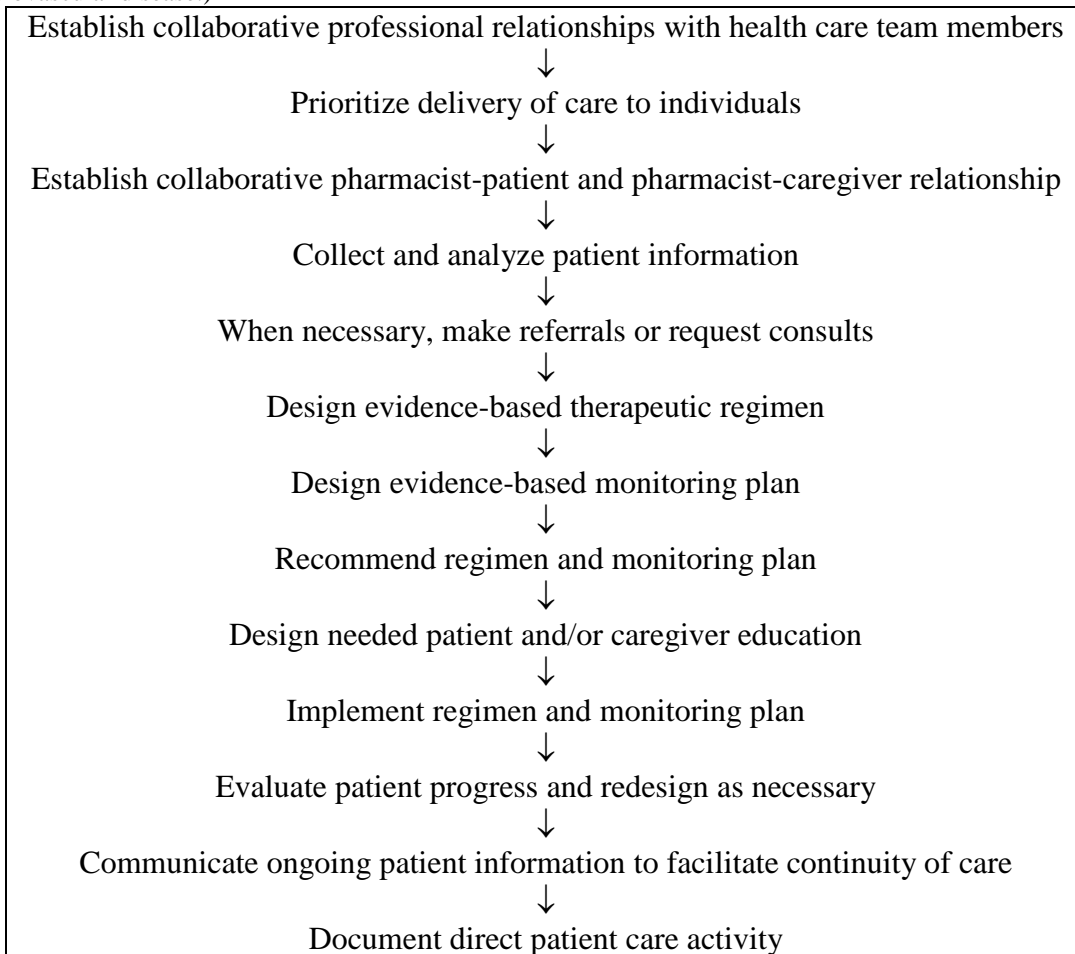 Establish collaborative professional relationships with health care team members
↓
Prioritize delivery of care to individuals
↓
Establish collaborative pharmacist-patient and pharmacist-caregiver relationship
↓
Collect and analyze patient information
↓
When necessary, make referrals or request consults
↓
Design evidence-based therapeutic regimen
↓
Design evidence-based monitoring plan
↓
Recommend regimen and monitoring plan
↓
Design needed patient and/or caregiver education
↓
Implement regimen and monitoring plan
↓
Evaluate patient progress and redesign as necessary
↓
Communicate ongoing patient information to facilitate continuity of care
↓
Document direct patient care activity